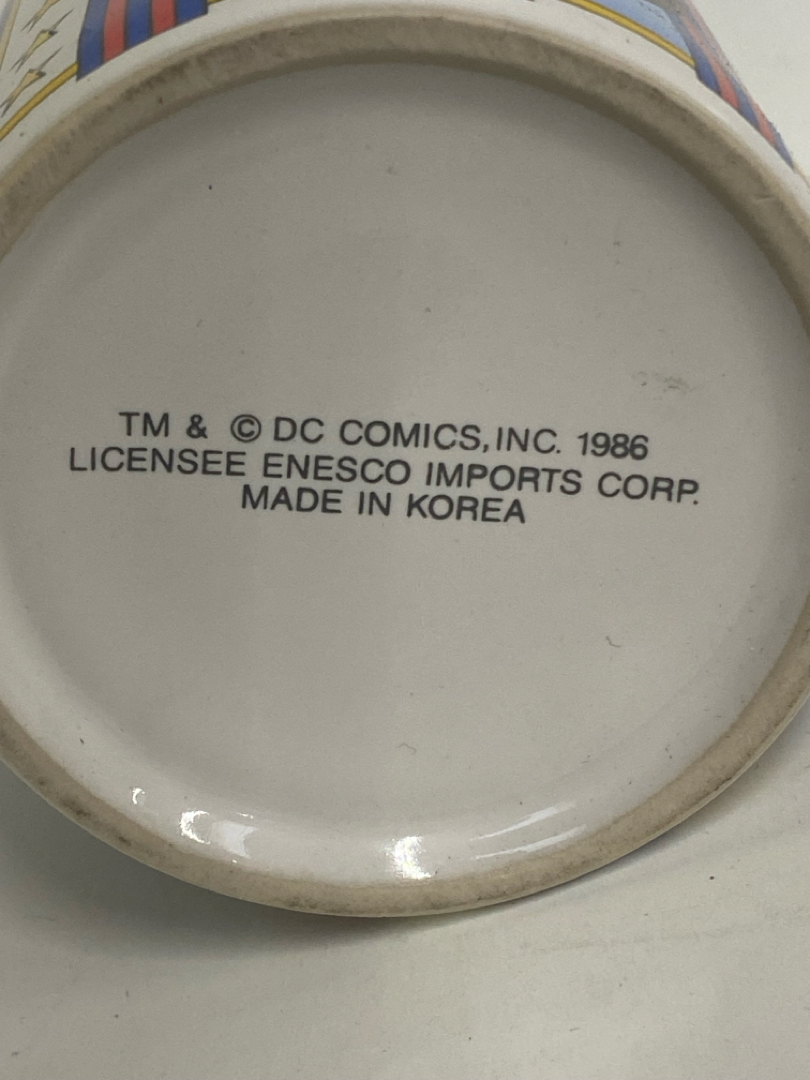 TM & © DC COMICS, INC. 1986
LICENSEE ENESCO IMPORTS CORP.
MADE IN KOREA